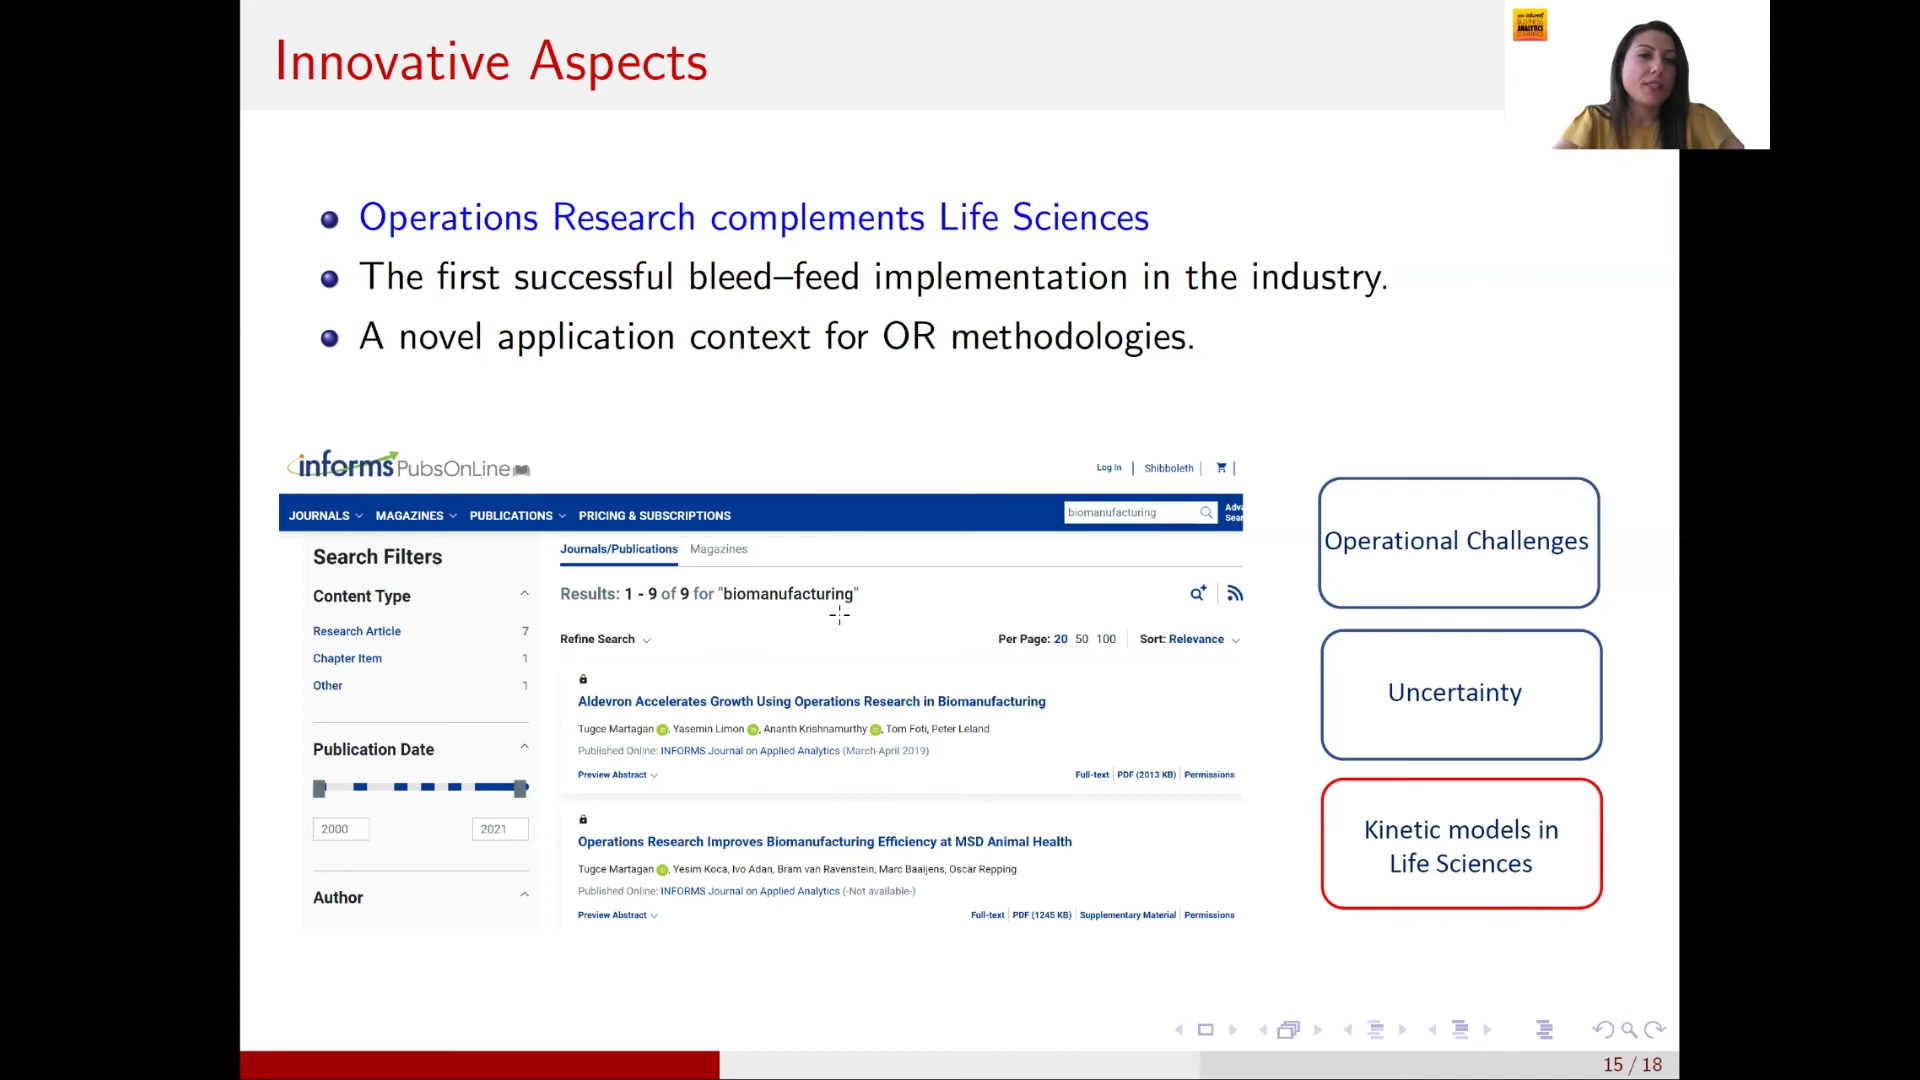 Innovative Aspects
BUSINESS
ANALYTICS
Operations Research complements Life Sciences
The first successful bleed–feed implementation in the industry.
A novel application context for OR methodologies.
informs PubsOnLine
Log In | Shibboleth
JOURNALS MAGAZINES PUBLICATIONS PRICING & SUBSCRIPTIONS
biomanufacturing
Search Filters
Content Type
Research Article 7
Chapter Item 1
Other 1
Publication Date
2000 2021
Author
Journals/Publications Magazines
Results: 1 - 9 of 9 for "biomanufacturing"
Refine Search
Per Page: 20 50 100 Sort: Relevance
Aldevron Accelerates Growth Using Operations Research in Biomanufacturing
Tugce Martagan, Yasemin Limon, Ananth Krishnamurthy, Tom Foti, Peter Leland
Published Online: INFORMS Journal on Applied Analytics (March-April 2019)
Preview Abstract
Full-text | PDF (2013 KB) | Permissions
Operations Research Improves Biomanufacturing Efficiency at MSD Animal Health
Tugce Martagan, Yesim Koca, Ivo Adan, Bram van Ravenstein, Marc Baaijens, Oscar Repping
Published Online: INFORMS Journal on Applied Analytics (-Not available-)
Preview Abstract
Full-text | PDF (1245 KB) | Supplementary Material | Permissions
Operational Challenges
Uncertainty
Kinetic models in
Life Sciences
15 / 18